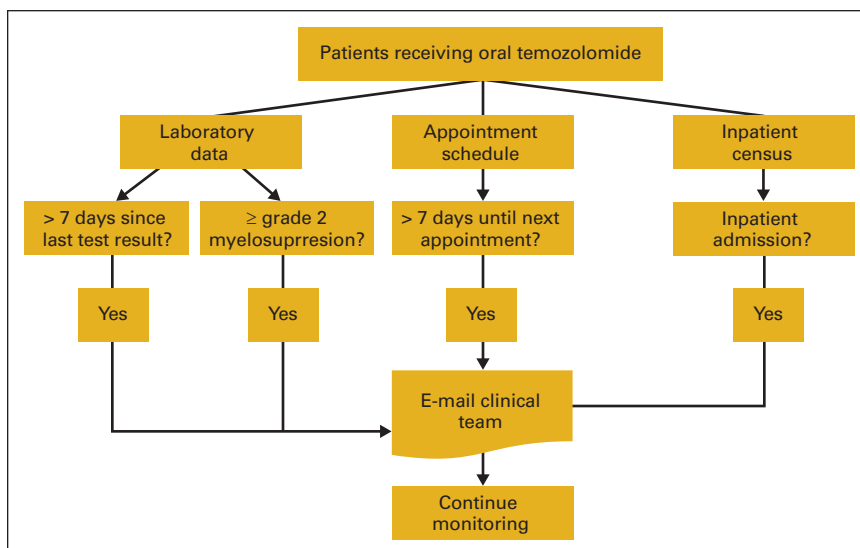 Patients receiving oral temozolomide
Laboratory
data
Appointment
schedule
Inpatient
census
> 7 days since
last test result?
≥ grade 2
myelosuprresion?
> 7 days until next
appointment?
Inpatient
admission?
Yes
Yes
Yes
Yes
E-mail clinical
team
Continue
monitoring